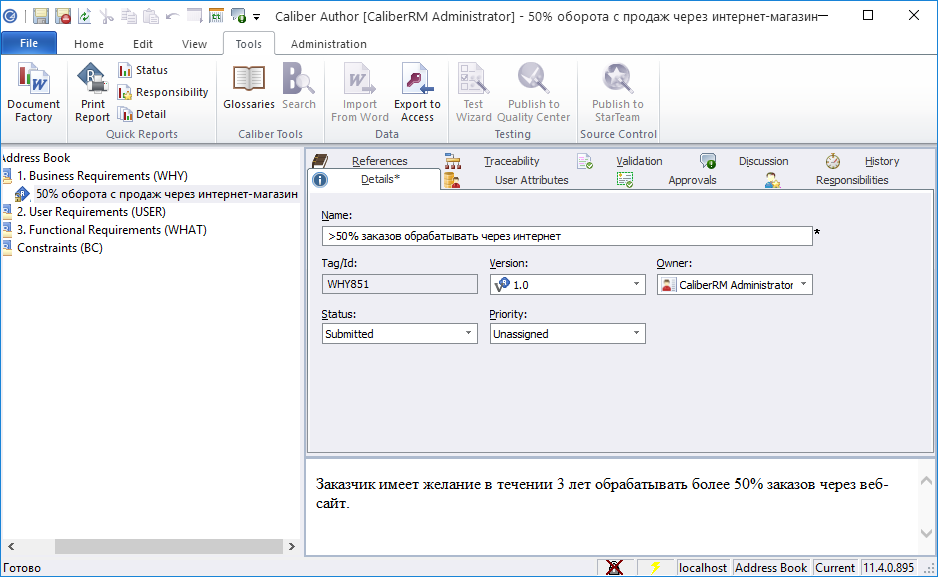 Caliber Author [CaliberRM Administrator] - 50% оборота с продаж через интернет-магазин
File Home Edit View Tools Administration
Document Factory
Print Report
Status
Responsibility
Detail
Quick Reports
Glossaries
Search
Caliber Tools
Import From Word
Export to Access
Data
Test Wizard
Publish to Quality Center
Testing
Publish to StarTeam
Source Control
Address Book
1. Business Requirements (WHY)
50% оборота с продаж через интернет-магазин
2. User Requirements (USER)
3. Functional Requirements (WHAT)
Constraints (BC)
References Traceability Validation Discussion History
Details* User Attributes Approvals Responsibilities
Name:
>50% заказов обрабатывать через интернет *
Tag/Id: Version: Owner:
WHY851 1.0 CaliberRM Administrator
Status: Priority:
Submitted Unassigned
Заказчик имеет желание в течении 3 лет обрабатывать более 50% заказов через веб-
сайт.
Готово localhost Address Book Current 11.4.0.895